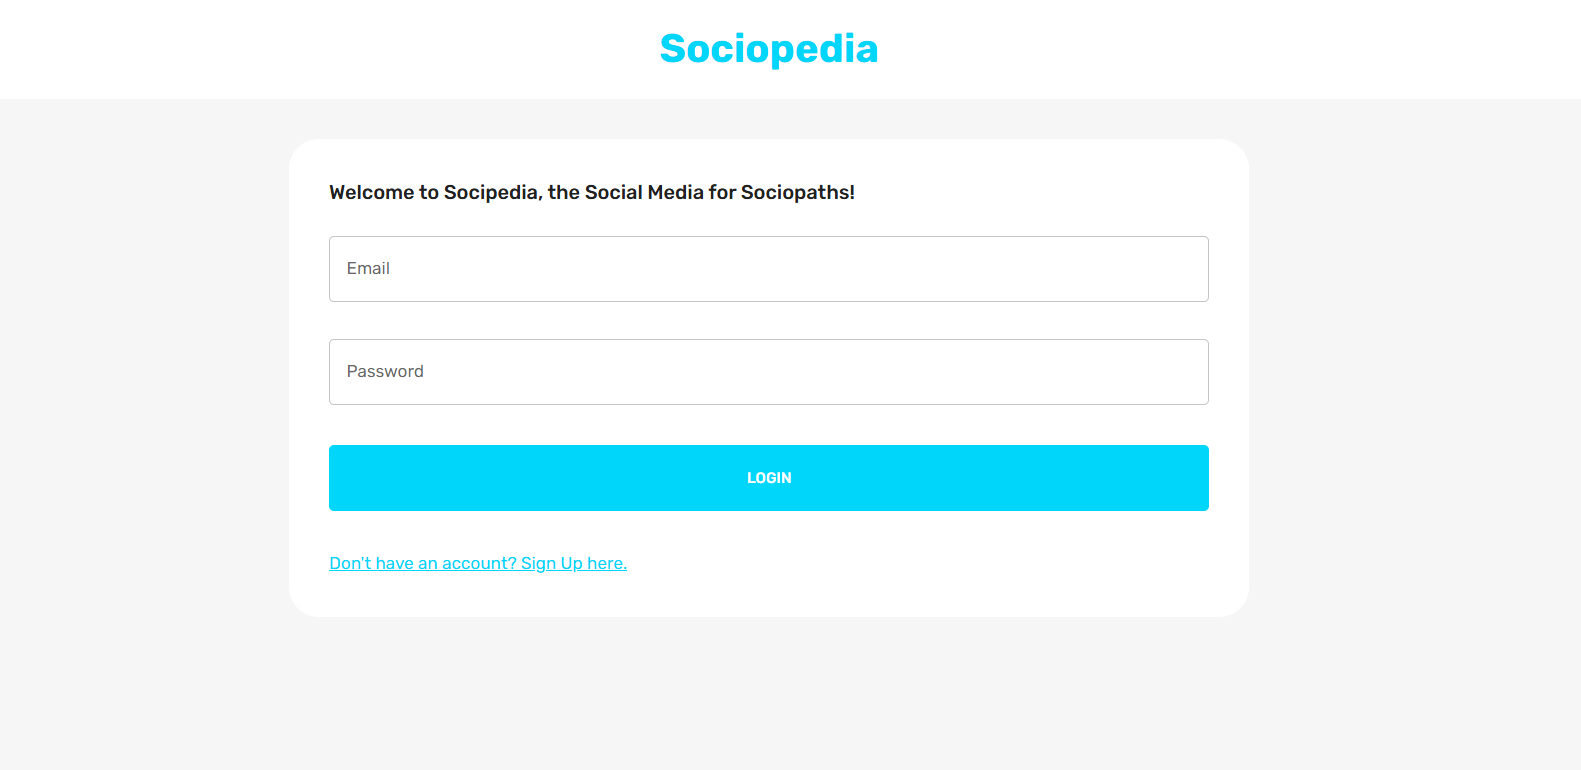 Sociopedia
Welcome to Socipedia, the Social Media for Sociopaths!
Email
Password
LOGIN
Don't have an account? Sign Up here.